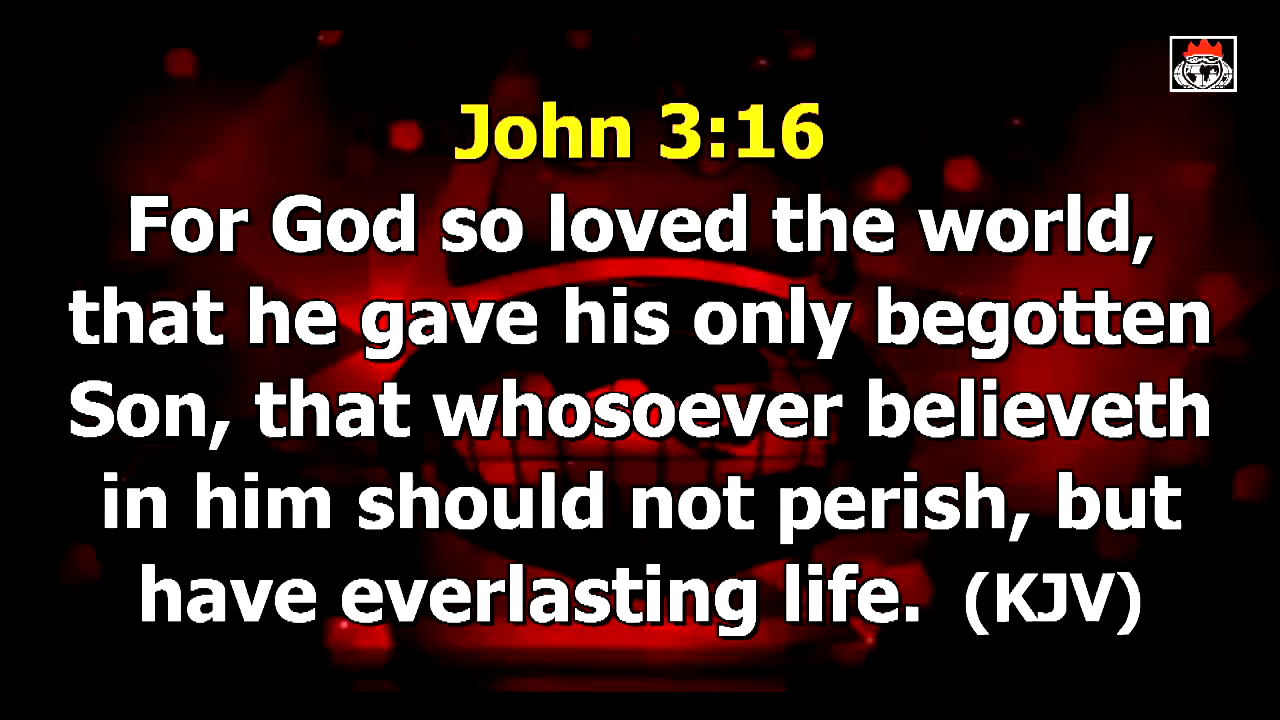 John 3:16
For God so loved the world,
that he gave his only begotten
Son, that whosoever believeth
in him should not perish, but
have everlasting life. (KJV)